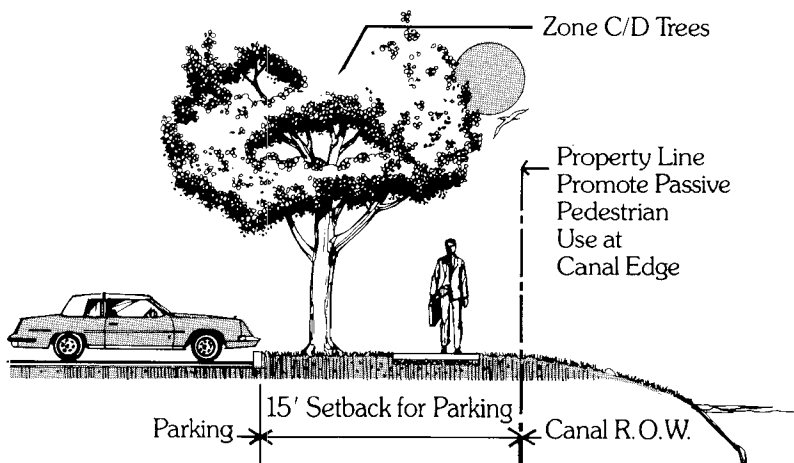 Zone C/D Trees
Property Line
Promote Passive
Pedestrian
Use at
Canal Edge
15' Setback for Parking
Parking
Canal R.O.W.